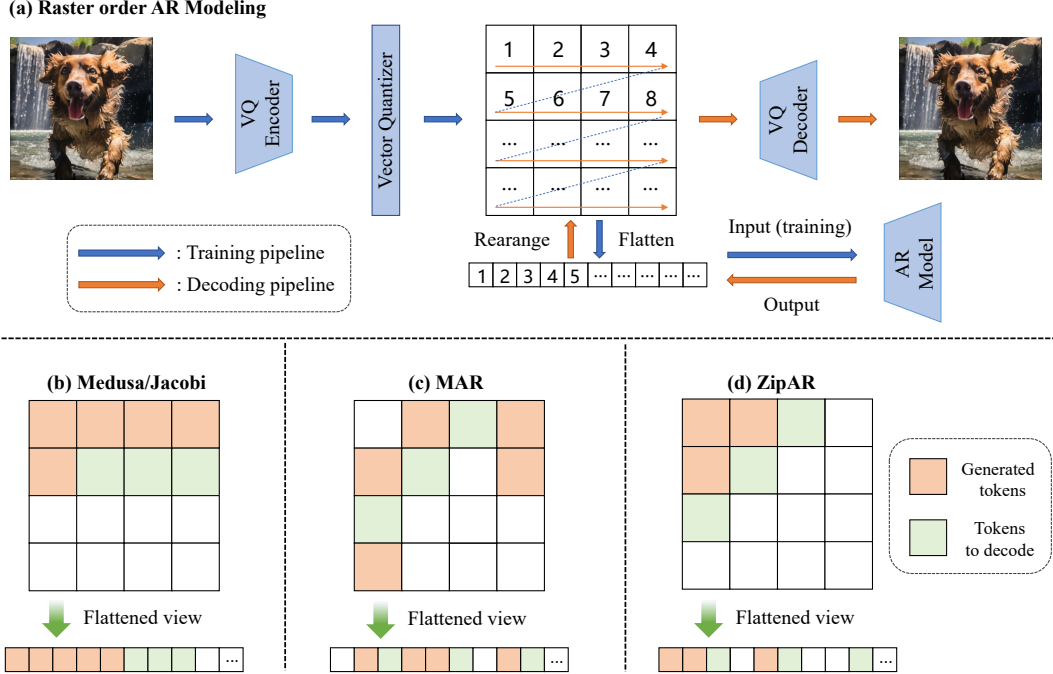 (a) Raster order AR Modeling
VQ
Encoder
Vector Quantizer
1 2 3 4
5 6 7 8
... ... ... ...
... ... ... ...
VQ
Decoder
Rearange
Flatten
1 2 3 4 5 ... ... ... ... ...
Input (training)
Output
AR
Model
: Training pipeline
: Decoding pipeline
(b) Medusa/Jacobi
(c) MAR
(d) ZipAR
Generated
tokens
Tokens
to decode
Flattened view
...
Flattened view
...
Flattened view
...